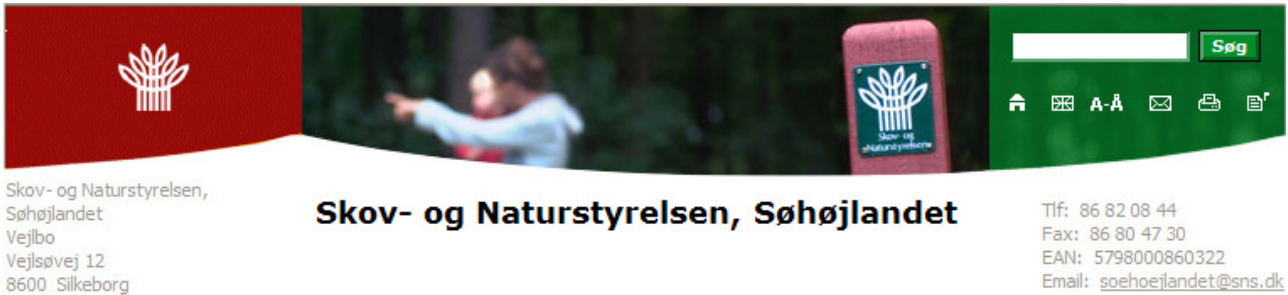 Søg
A-Å
Skov- og
Naturstyrelsen
Skov- og Naturstyrelsen,
Søhøjlandet
Vejlbo
Vejlsøvej 12
8600 Silkeborg
Skov- og Naturstyrelsen, Søhøjlandet
Tlf: 86 82 08 44
Fax: 86 80 47 30
EAN: 5798000860322
Email: soehoejlandet@sns.dk